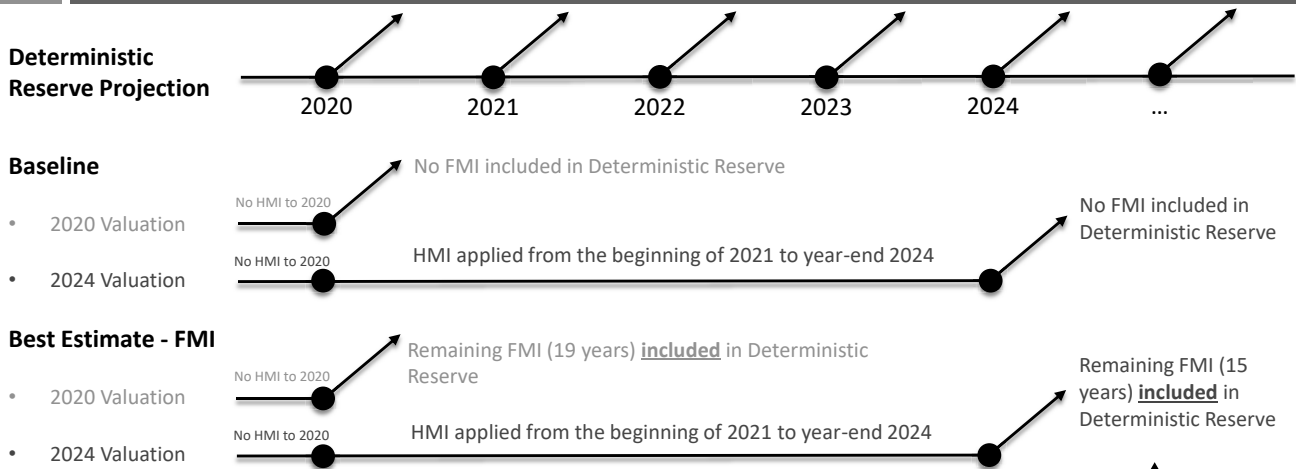 Deterministic
Reserve Projection
2020
2021
2022
2023
2024
...
Baseline
No FMI included in Deterministic Reserve
• 2020 Valuation
No HMI to 2020
• 2024 Valuation
No HMI to 2020
HMI applied from the beginning of 2021 to year-end 2024
No FMI included in
Deterministic Reserve
Best Estimate - FMI
Remaining FMI (19 years) included in Deterministic
Reserve
• 2020 Valuation
No HMI to 2020
• 2024 Valuation
No HMI to 2020
HMI applied from the beginning of 2021 to year-end 2024
Remaining FMI (15
years) included in
Deterministic Reserve